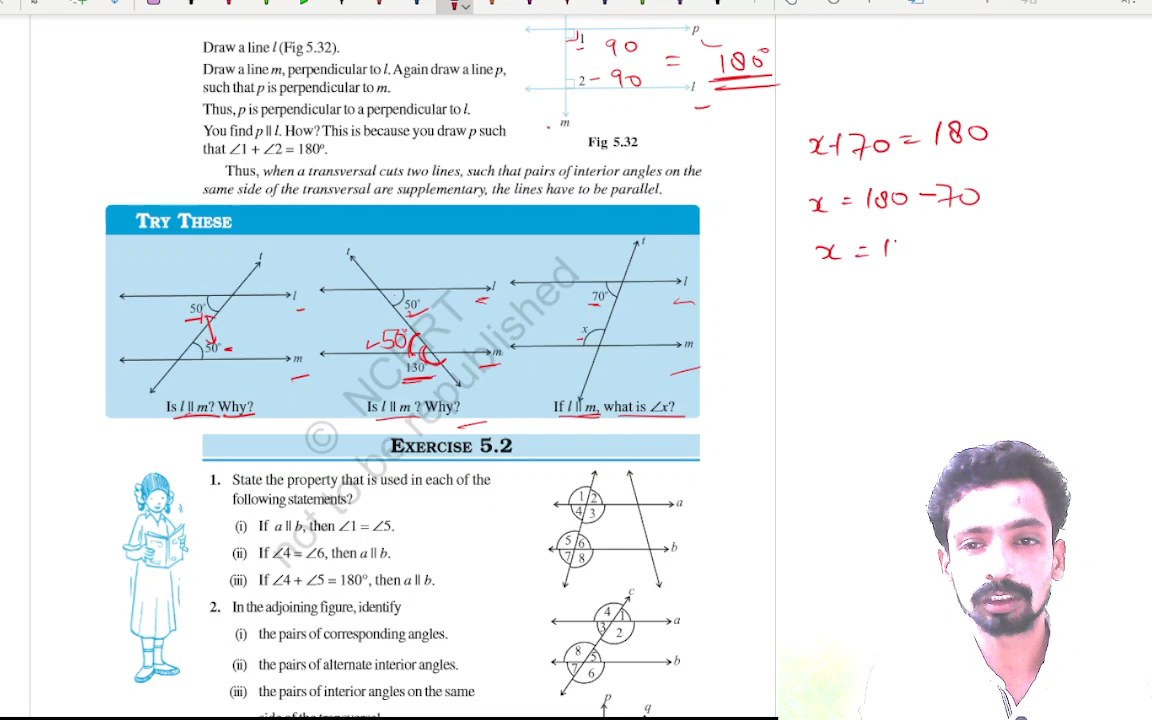 p
1
90
=
180°
Draw a line l (Fig 5.32).
Draw a line m, perpendicular to l. Again draw a line p,
2 - 90
such that p is perpendicular to m.
l
Thus, p is perpendicular to a perpendicular to l.
m
You find p || l. How? This is because you draw p such
Fig 5.32
that ∠1 + ∠2 = 180°.
Thus, when a transversal cuts two lines, such that pairs of interior angles on the
same side of the transversal are supplementary, the lines have to be parallel.
x+70 = 180
x = 180 - 70
x = 1
TRY THESE
t
l
50°
50°
m
Is l || m? Why?
t
l
50°
50°
m
130°
Is l || m ? Why?
t
l
70°
x
m
If l || m, what is ∠x?
© NCERT
not to be republished
EXERCISE 5.2
1. State the property that is used in each of the
following statements?
(i) If a || b, then ∠1 = ∠5.
(ii) If ∠4 = ∠6, then a || b.
(iii) If ∠4 + ∠5 = 180°, then a || b.
1 2
4 3
a
5 6
7 8
b
2. In the adjoining figure, identify
(i) the pairs of corresponding angles.
(ii) the pairs of alternate interior angles.
(iii) the pairs of interior angles on the same
side of the transversal.
c
4 1
3 2
a
8 5
7 6
b
p
q